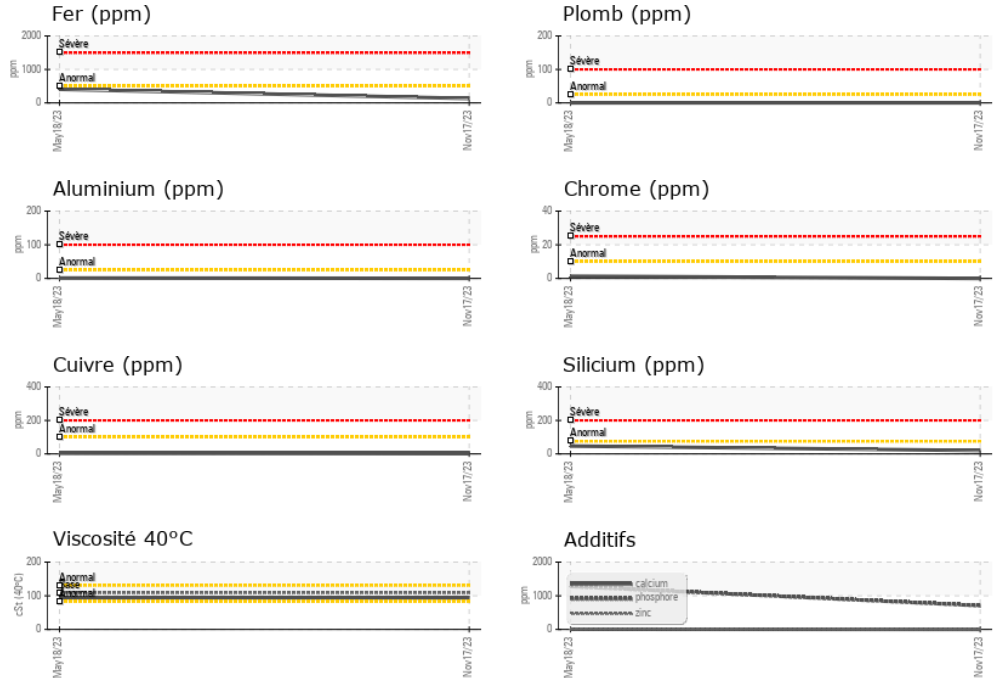 Fer (ppm)
2000
1000
0
ppm
Sévère
Anormal
May18/23
Nov17/23
Plomb (ppm)
200
100
0
ppm
Sévère
Anormal
May18/23
Nov17/23
Aluminium (ppm)
200
100
0
ppm
Sévère
Anormal
May18/23
Nov17/23
Chrome (ppm)
40
20
0
ppm
Sévère
Anormal
May18/23
Nov17/23
Cuivre (ppm)
400
200
0
ppm
Sévère
Anormal
May18/23
Nov17/23
Silicium (ppm)
400
200
0
ppm
Sévère
Anormal
May18/23
Nov17/23
Viscosité 40°C
200
100
0
cSt (40°C)
Anormal
Base
Anormal
May18/23
Nov17/23
Additifs
2000
1000
0
ppm
calcium
phosphore
zinc
May18/23
Nov17/23